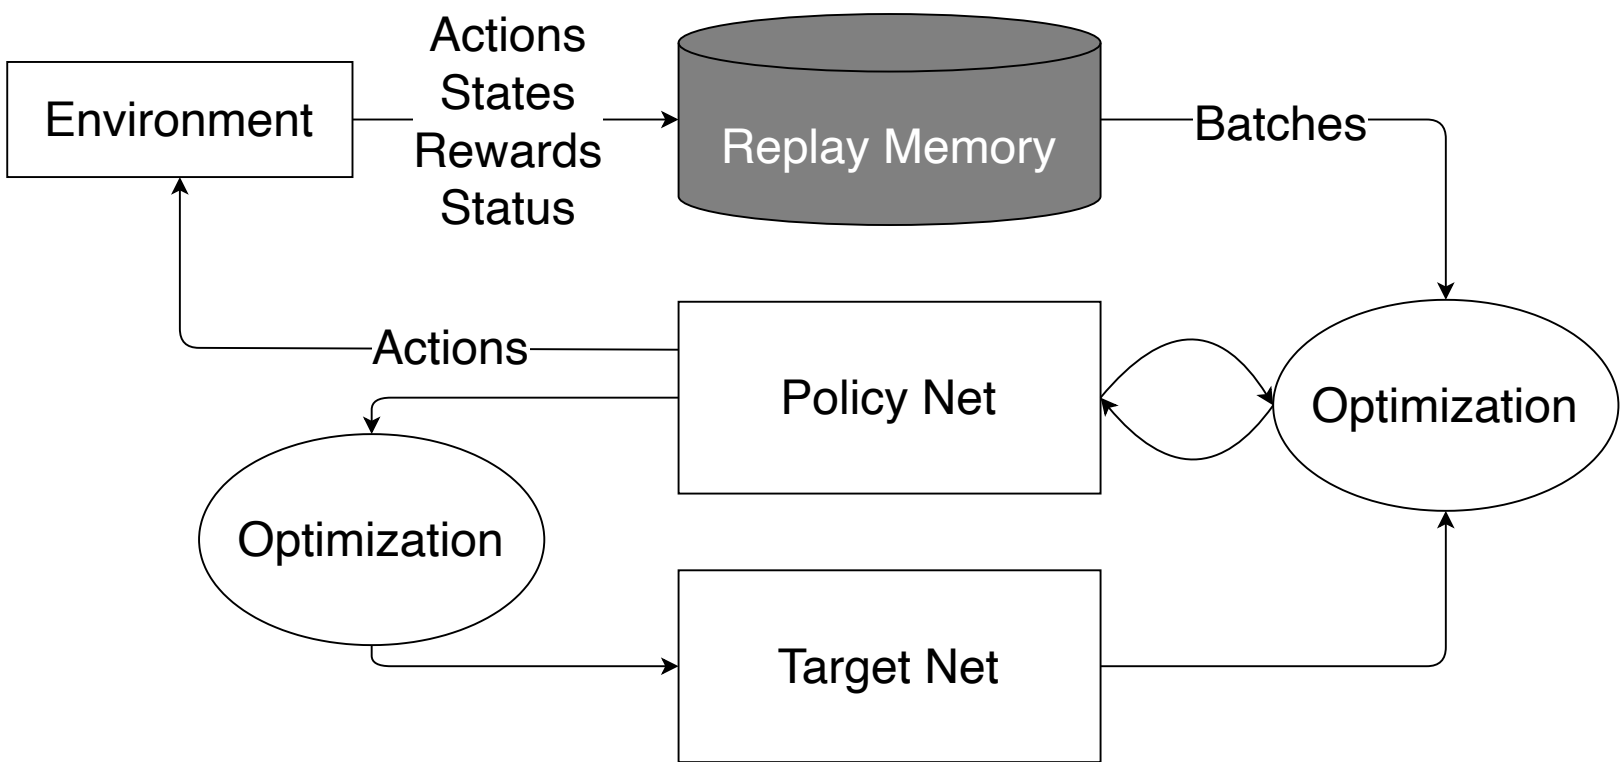 Environment
Actions
States
Rewards
Status
Replay Memory
Batches
Actions
Policy Net
Optimization
Optimization
Target Net